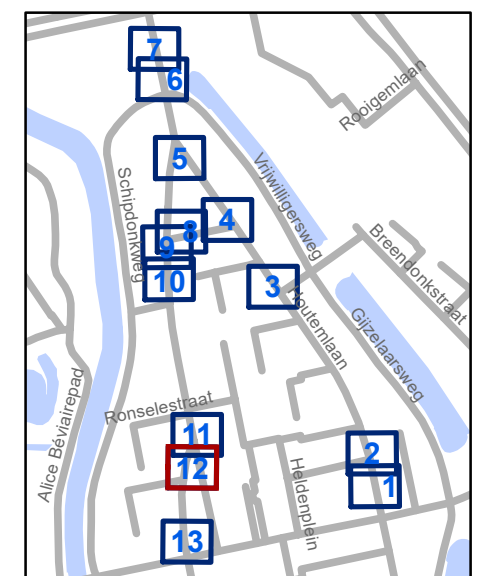 7
6
Rooigemlaan
5
Vrijwilligersweg
Schipdonkweg
4
8
9
Breendonkstraat
10
3
Houtemlaan
Gijzelaarsweg
Alice Béviairepad
Ronselestraat
11
2
12
Heldenplein
1
13